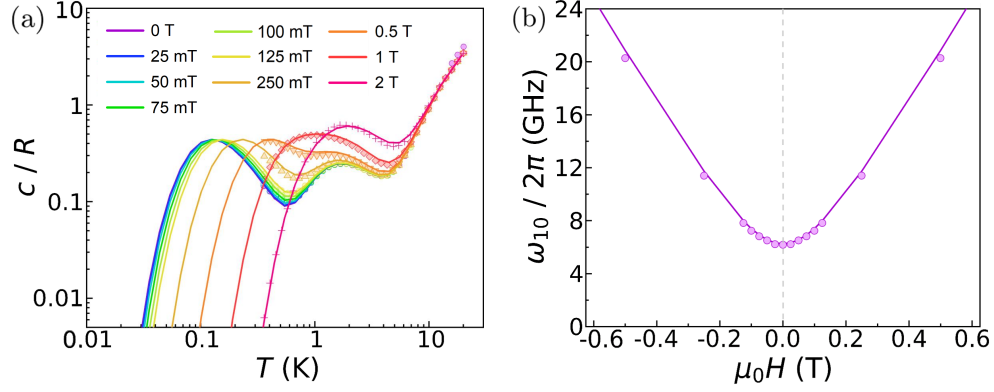 (a)
0 T 100 mT 0.5 T
25 mT 125 mT 1 T
50 mT 250 mT 2 T
75 mT
10
1
0.1
0.01
c / R
0.01 0.1 1 10
T (K)
(b)
24
20
16
12
8
4
0
ω₁₀ / 2π (GHz)
-0.6 -0.4 -0.2 0.0 0.2 0.4 0.6
μ₀H (T)